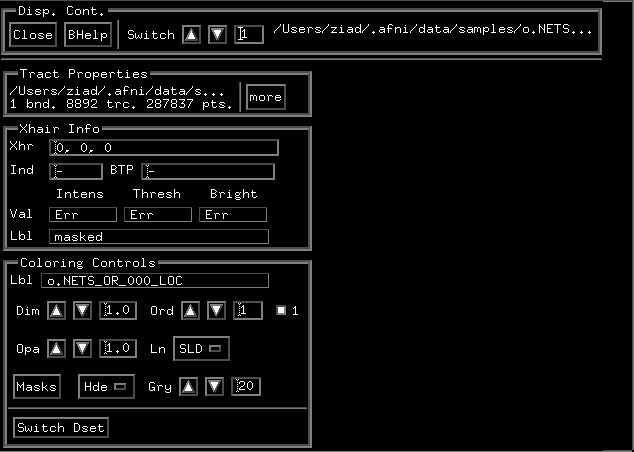 Disp. Cont.
Close BHelp Switch 1 /Users/ziad/.afni/data/samples/o.NETS...
Tract Properties
/Users/ziad/.afni/data/s...
1 bnd. 8892 trc. 287837 pts.
more
Xhair Info
Xhr 0, 0, 0
Ind - BTP -
Intens Thresh Bright
Val Err Err Err
Lbl masked
Coloring Controls
Lbl o.NETS_OR_000_LOC
Dim 1.0 Ord 1 1
Opa 1.0 Ln SLD
Masks Hde Gry 20
Switch Dset